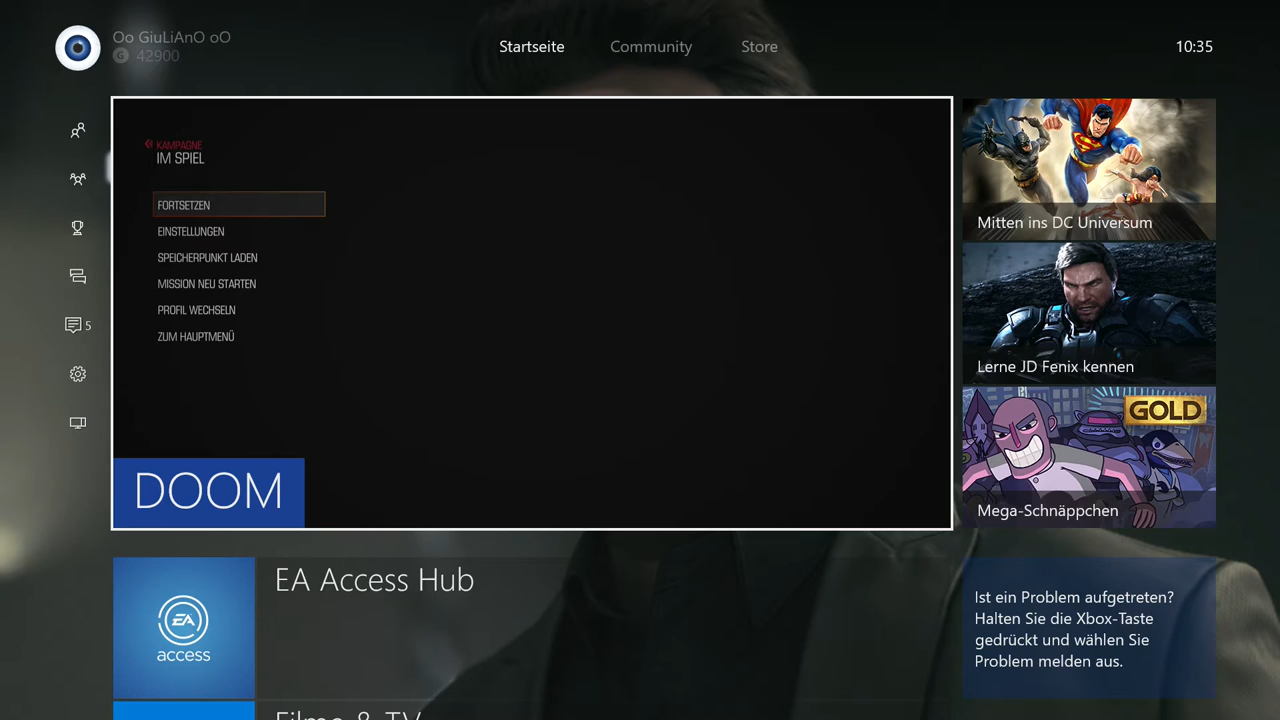 Oo GiuLiAnO oO
G 42900
Startseite
Community
Store
10:35
KAMPAGNE
IM SPIEL
FORTSETZEN
EINSTELLUNGEN
SPEICHERPUNKT LADEN
MISSION NEU STARTEN
PROFIL WECHSELN
ZUM HAUPTMENÜ
DOOM
Mitten ins DC Universum
Lerne JD Fenix kennen
GOLD
Mega-Schnäppchen
5
EA
access
EA Access Hub
Ist ein Problem aufgetreten?
Halten Sie die Xbox-Taste
gedrückt und wählen Sie
Problem melden aus.
Filme & TV